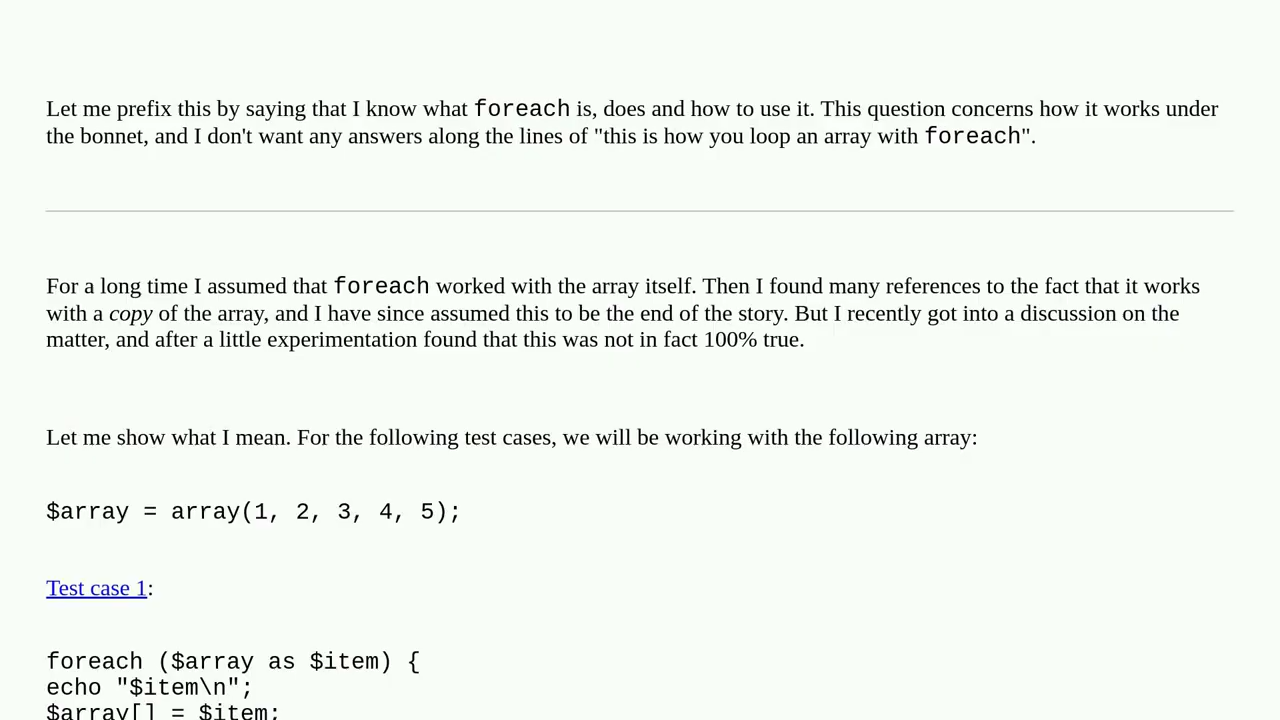 Let me prefix this by saying that I know what foreach is, does and how to use it. This question concerns how it works under
the bonnet, and I don't want any answers along the lines of "this is how you loop an array with foreach".
For a long time I assumed that foreach worked with the array itself. Then I found many references to the fact that it works
with a copy of the array, and I have since assumed this to be the end of the story. But I recently got into a discussion on the
matter, and after a little experimentation found that this was not in fact 100% true.
Let me show what I mean. For the following test cases, we will be working with the following array:
$array = array(1, 2, 3, 4, 5);
Test case 1:
foreach ($array as $item) {
echo "$item\n";
$array[] = $item;